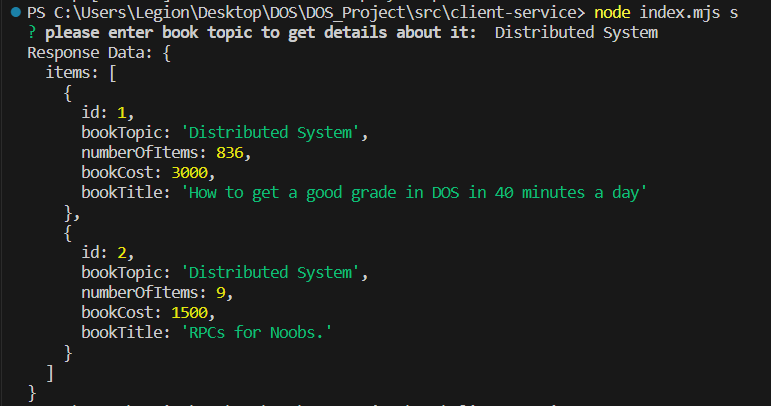 PS C:\Users\Legion\Desktop\DOS\DOS_Project\src\client-service> node index.mjs s
? please enter book topic to get details about it:  Distributed System
Response Data: {
  items: [
    {
      id: 1,
      bookTopic: 'Distributed System',
      numberOfItems: 836,
      bookCost: 3000,
      bookTitle: 'How to get a good grade in DOS in 40 minutes a day'
    },
    {
      id: 2,
      bookTopic: 'Distributed System',
      numberOfItems: 9,
      bookCost: 1500,
      bookTitle: 'RPCs for Noobs.'
    }
  ]
}